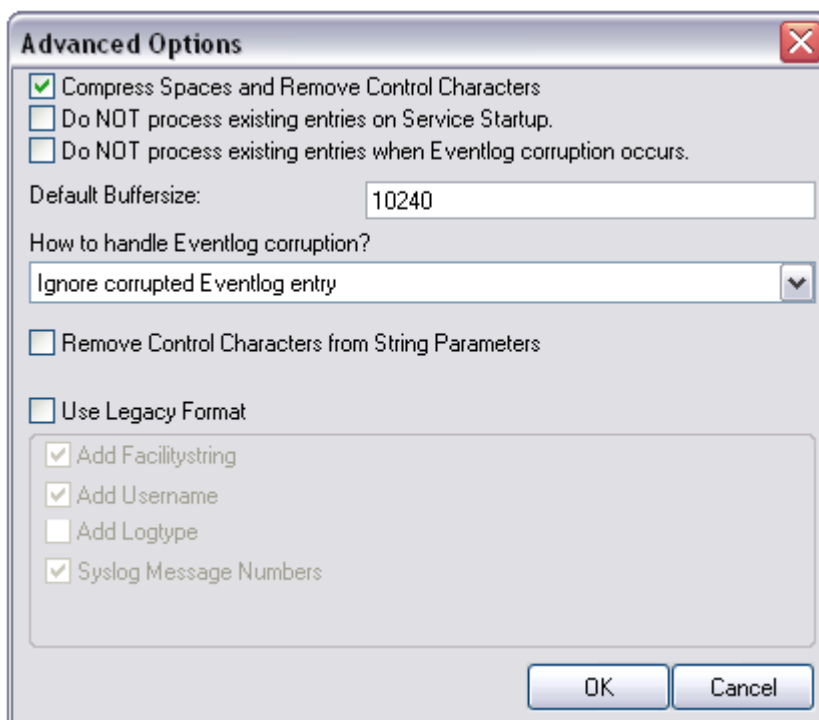 Advanced Options
Compress Spaces and Remove Control Characters
Do NOT process existing entries on Service Startup.
Do NOT process existing entries when Eventlog corruption occurs.
Default Buffersize: 10240
How to handle Eventlog corruption?
Ignore corrupted Eventlog entry
Remove Control Characters from String Parameters
Use Legacy Format
Add Facilitystring
Add Username
Add Logtype
Syslog Message Numbers
OK Cancel